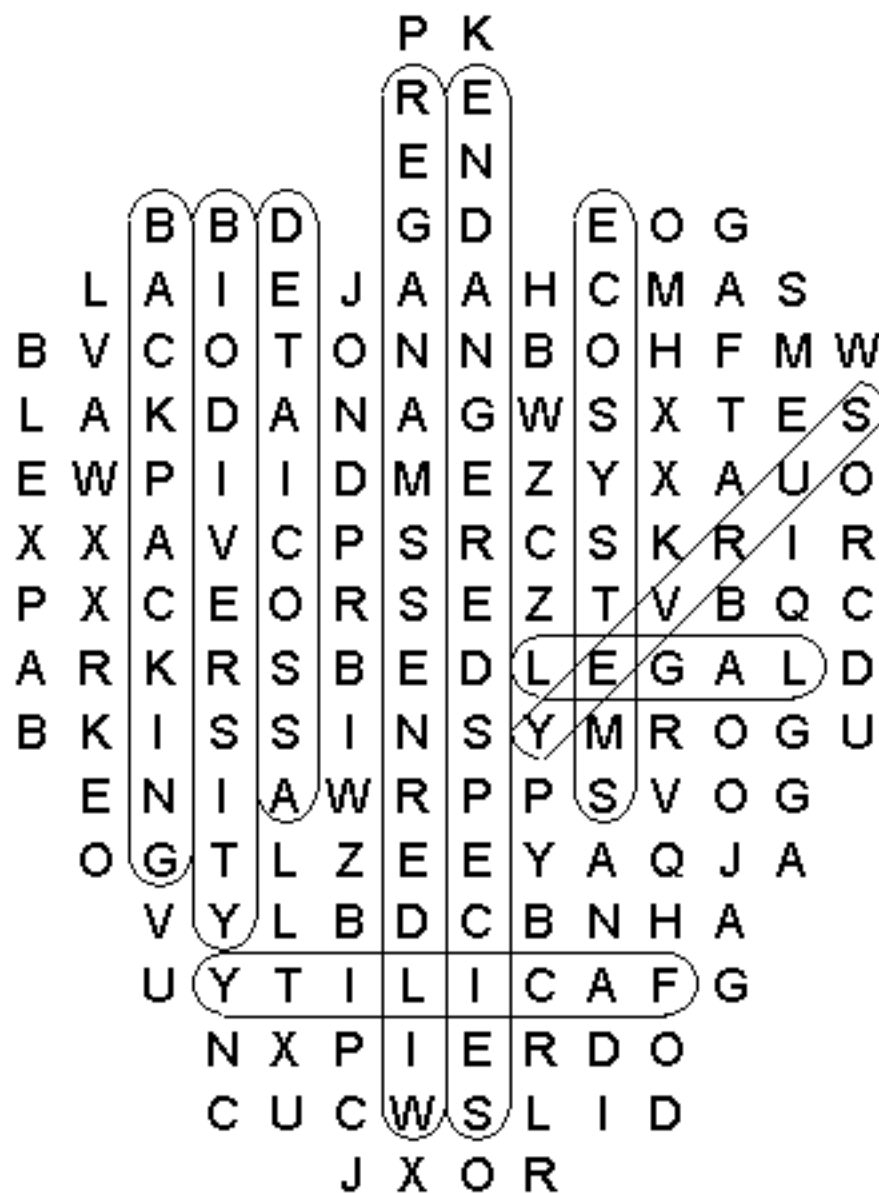 P K
R E
E N
B B D G D E O G
L A I E J A A H C M A S
B V C O T O N N B O H F M W
L A K D A N A G W S X T E S
E W P I I D M E Z Y X A U O
X X A V C P S R C S K R I R
P X C E O R S E Z T V B Q C
A R K R S B E D L E G A L D
B K I S S I N S Y M R O G U
E N I A W R P P S V O G
O G T L Z E E Y A Q J A
V Y L B D C B N H A
U Y T I L I C A F G
N X P I E R D O
C U C W S L I D
J X O R